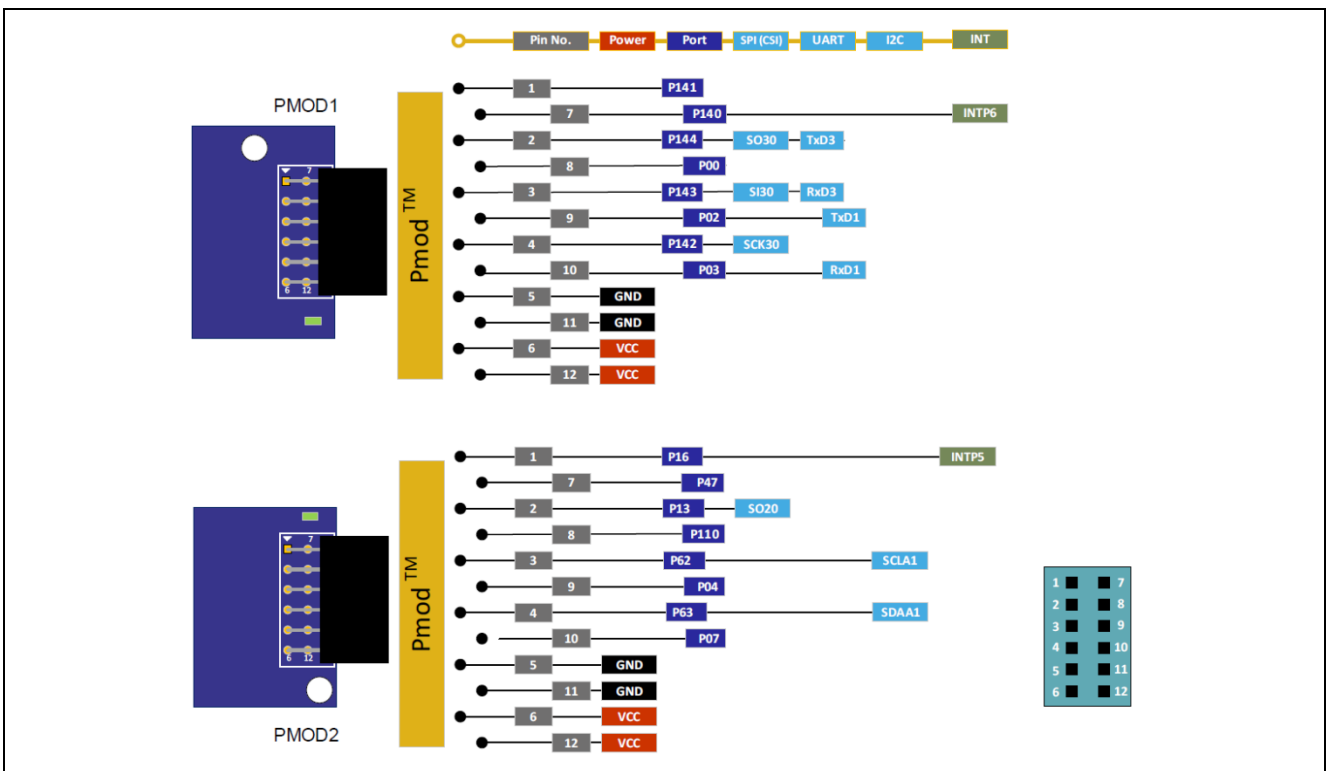 Pin No. Power Port SPI (CSI) UART I2C INT
PMOD1
7
6 12
Pmod TM
1 P141
7 P140 INTP6
2 P144 SO30 TxD3
8 P00
3 P143 SI30 RxD3
9 P02 TxD1
4 P142 SCK30
10 P03 RxD1
5 GND
11 GND
6 VCC
12 VCC
7
6 12
PMOD2
Pmod TM
1 P16 INTP5
7 P47
2 P13 SO20
8 P110
3 P62 SCLA1
9 P04
4 P63 SDAA1
10 P07
5 GND
11 GND
6 VCC
12 VCC
1 7
2 8
3 9
4 10
5 11
6 12